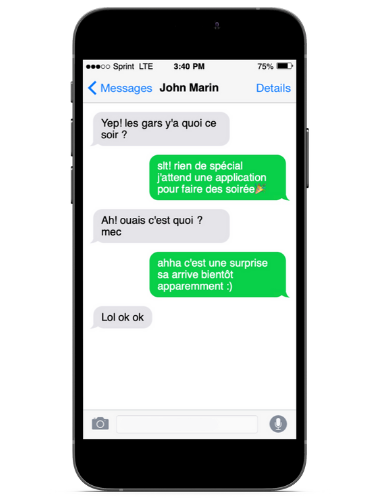 Sprint LTE 3:40 PM 75%
Messages John Marin Details
Yep! les gars y'a quoi ce
soir ?
slt! rien de spécial
j'attend une application
pour faire des soirée🎉
Ah! ouais c'est quoi ?
mec
ahha c'est une surprise
sa arrive bientôt
apparemment :)
Lol ok ok